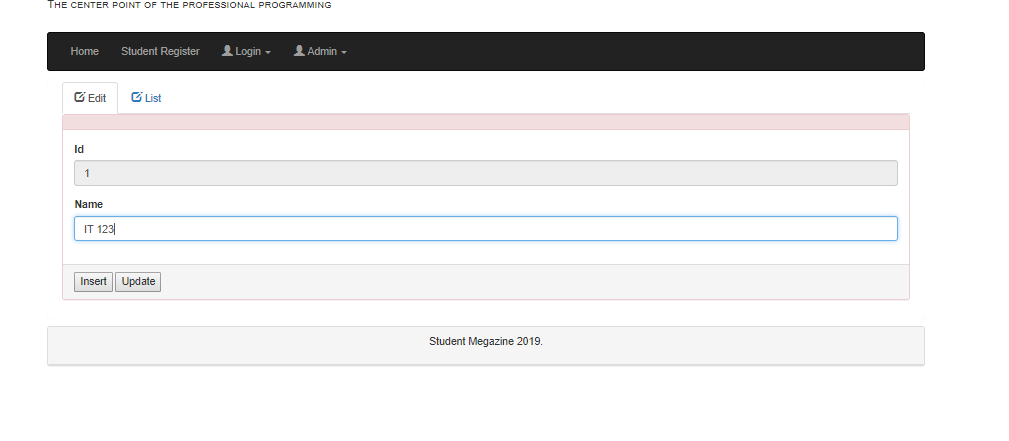 THE CENTER POINT OF THE PROFESSIONAL PROGRAMMING
Home Student Register Login Admin
Edit List
Id
1
Name
IT 123
Insert Update
Student Megazine 2019.